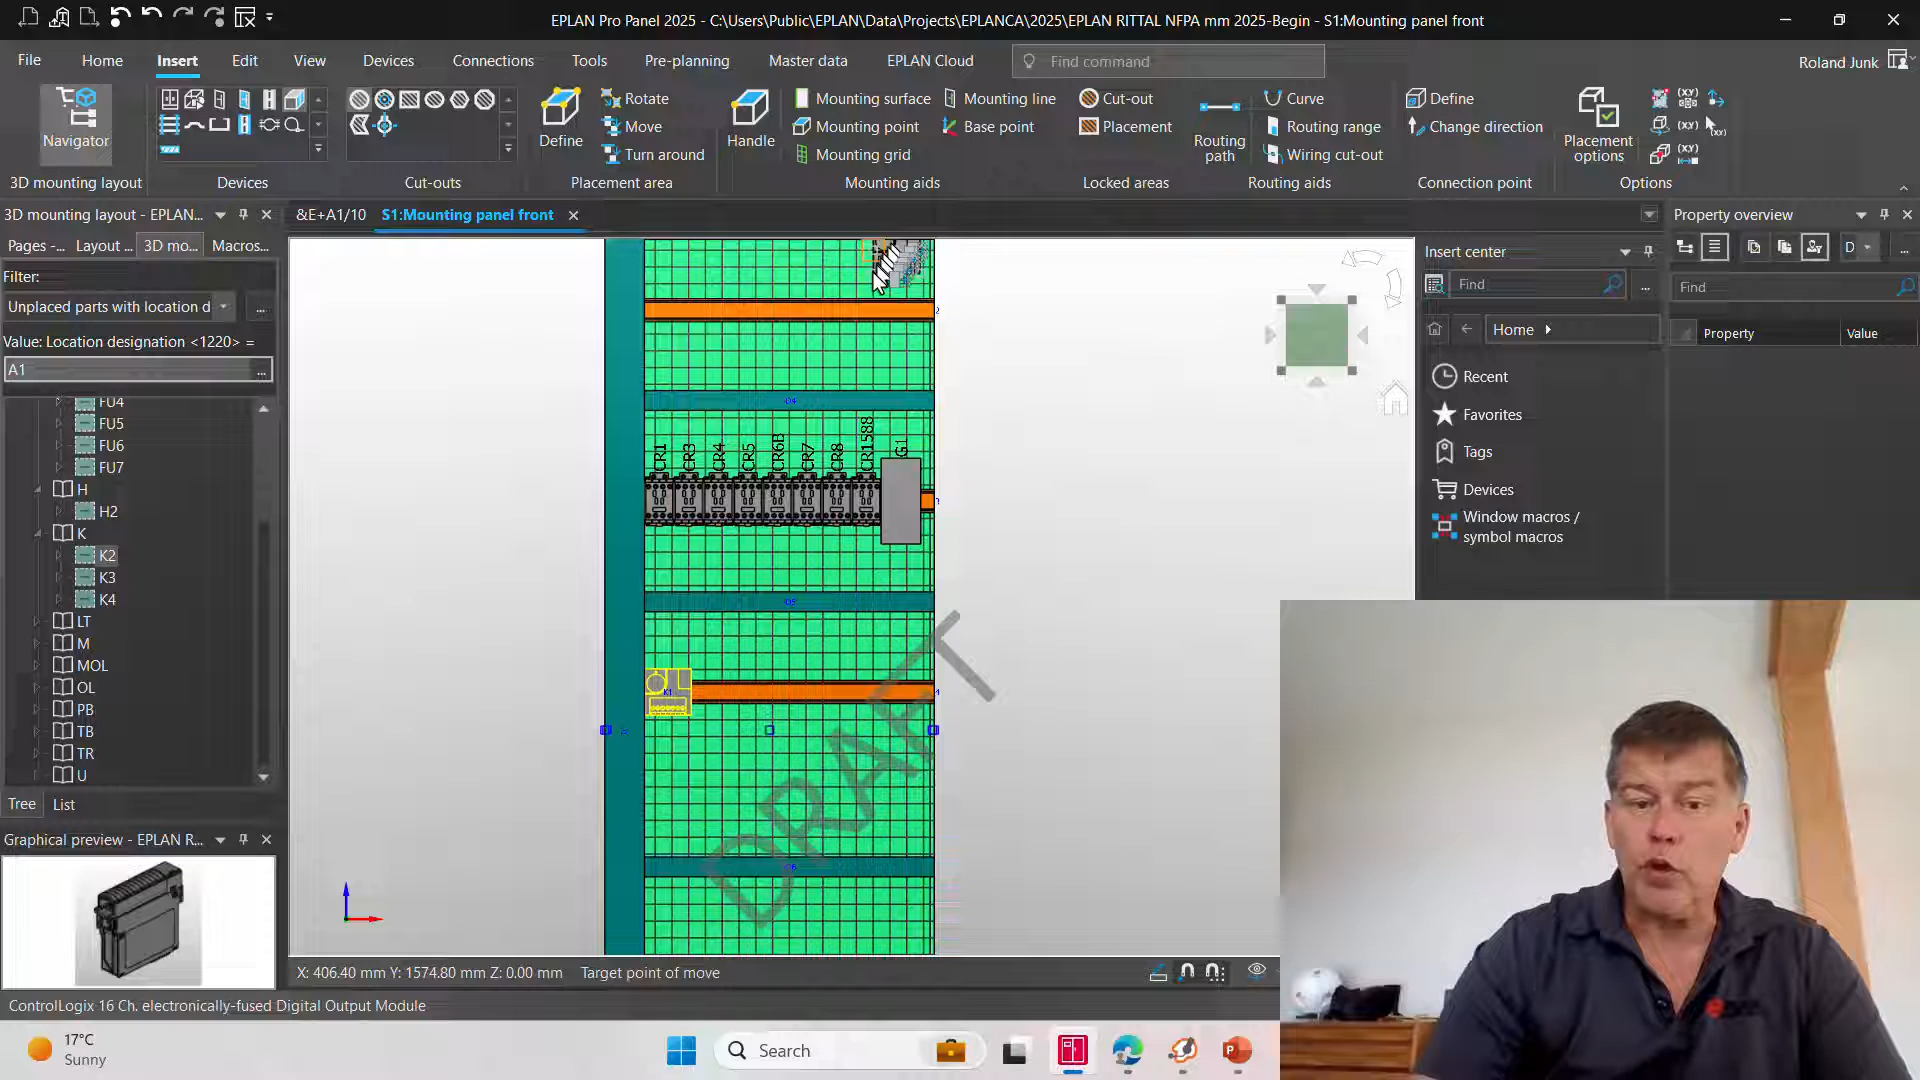 EPLAN Pro Panel 2025 - C:\Users\Public\EPLAN\Data\Projects\EPLANCA\2025\EPLAN RITTAL NFPA mm 2025-Begin - S1:Mounting panel front
File Home Insert Edit View Devices Connections Tools Pre-planning Master data EPLAN Cloud Find command Roland Junk
Navigator
3D mounting layout
Devices
Cut-outs
Define
Rotate
Move
Turn around
Placement area
Handle
Mounting surface
Mounting point
Mounting grid
Mounting line
Base point
Mounting aids
Cut-out
Placement
Locked areas
Routing path
Curve
Routing range
Wiring cut-out
Routing aids
Define
Change direction
Connection point
Placement options
Options
3D mounting layout - EPLAN...
Pages -... Layout ... 3D mo... Macros...
Filter:
Unplaced parts with location d
...
Value: Location designation <1220> =
A1
...
FU4
FU5
FU6
FU7
H
H2
K
K2
K3
K4
LT
M
MOL
OL
PB
TB
TR
U
Tree List
Graphical preview - EPLAN R...
ControlLogix 16 Ch. electronically-fused Digital Output Module
&E+A1/10
S1:Mounting panel front
CR1
CR3
CR4
CR5
CR6B
CR7
CR8
CR1588
G1
K1
DRAFT
X: 406.40 mm Y: 1574.80 mm Z: 0.00 mm Target point of move
Insert center
Find
...
Home
Recent
Favorites
Tags
Devices
Window macros /
symbol macros
Property overview
D
...
Find
Property Value
17°C
Sunny
Search